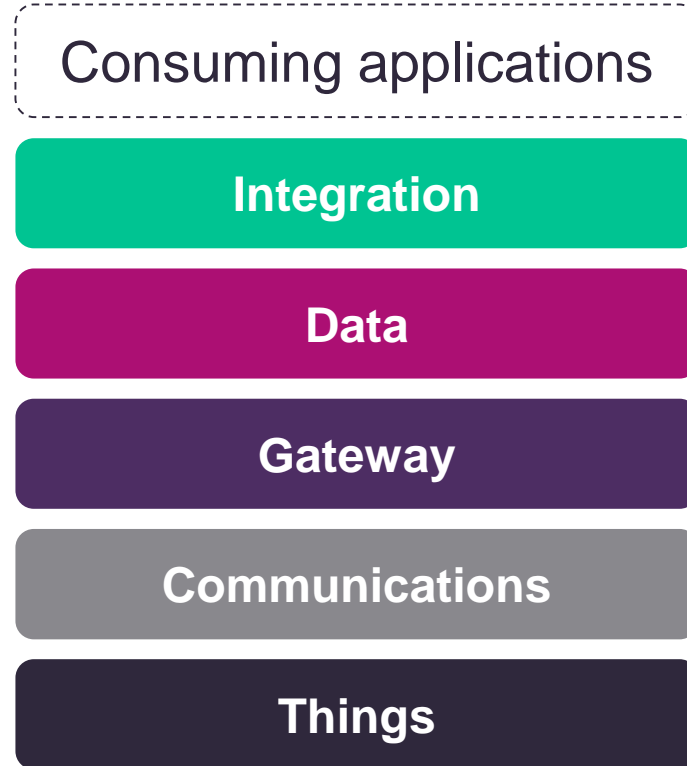 Consuming applications
Integration
Data
Gateway
Communications
Things